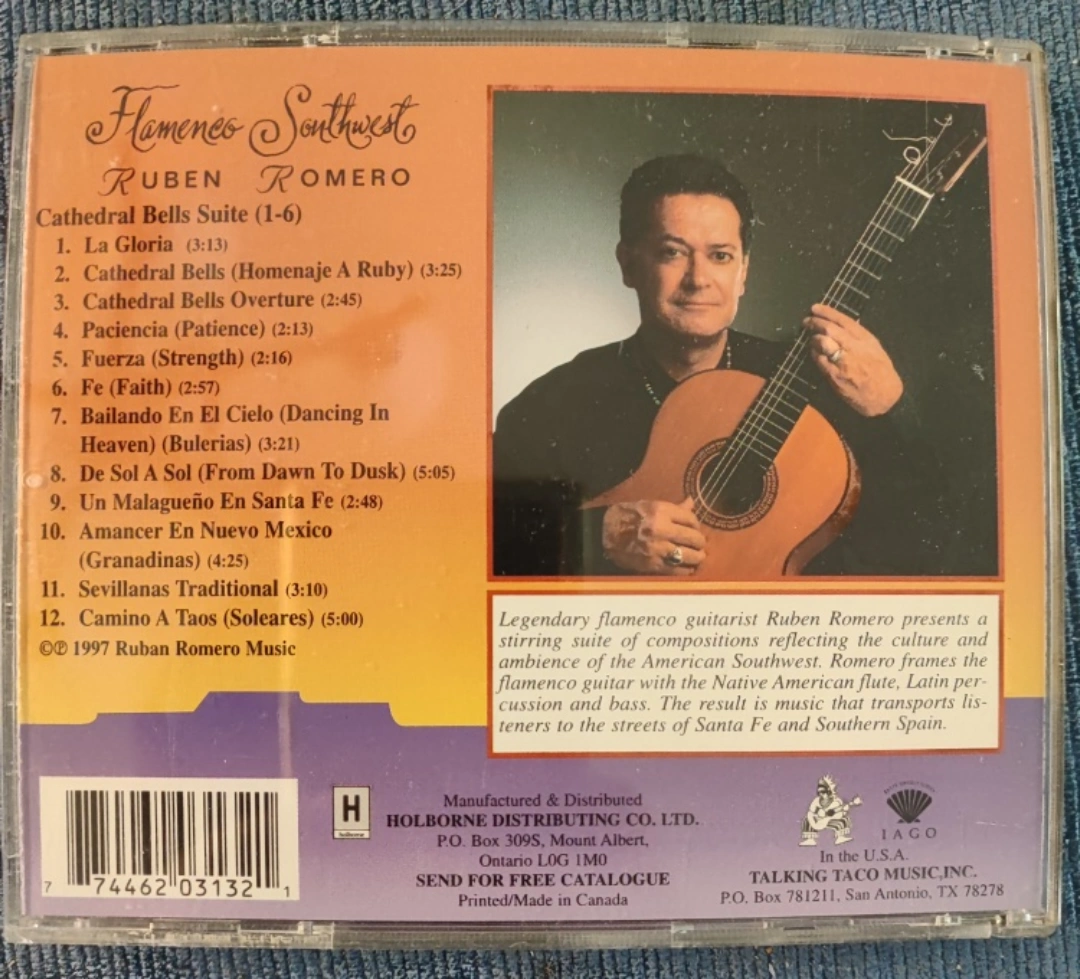 Flamenco Southwest
RUBEN ROMERO
Cathedral Bells Suite (1-6)
1. La Gloria (3:13)
2. Cathedral Bells (Homenaje A Ruby) (3:25)
3. Cathedral Bells Overture (2:45)
4. Paciencia (Patience) (2:13)
5. Fuerza (Strength) (2:16)
6. Fe (Faith) (2:57)
7. Bailando En El Cielo (Dancing In
Heaven) (Bulerias) (3:21)
8. De Sol A Sol (From Dawn To Dusk) (5:05)
9. Un Malagueño En Santa Fe (2:48)
10. Amancer En Nuevo Mexico
(Granadinas) (4:25)
11. Sevillanas Traditional (3:10)
12. Camino A Taos (Soleares) (5:00)
©℗ 1997 Ruban Romero Music
Legendary flamenco guitarist Ruben Romero presents a
stirring suite of compositions reflecting the culture and
ambience of the American Southwest. Romero frames the
flamenco guitar with the Native American flute, Latin per-
cussion and bass. The result is music that transports lis-
teners to the streets of Santa Fe and Southern Spain.
7 74462 03132 1
H
holborne
Manufactured & Distributed
HOLBORNE DISTRIBUTING CO. LTD.
P.O. Box 309S, Mount Albert,
Ontario L0G 1M0
SEND FOR FREE CATALOGUE
Printed/Made in Canada
IAGO
In the U.S.A.
TALKING TACO MUSIC,INC.
P.O. Box 781211, San Antonio, TX 78278